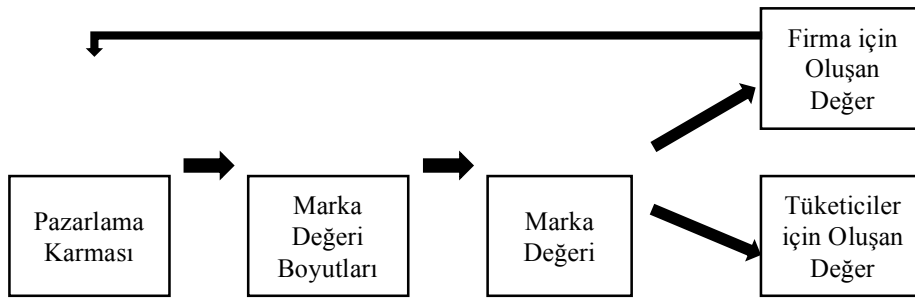 Firma için
Oluşan
Değer
Pazarlama
Karması
Marka
Değeri
Boyutları
Marka
Değeri
Tüketiciler
için Oluşan
Değer